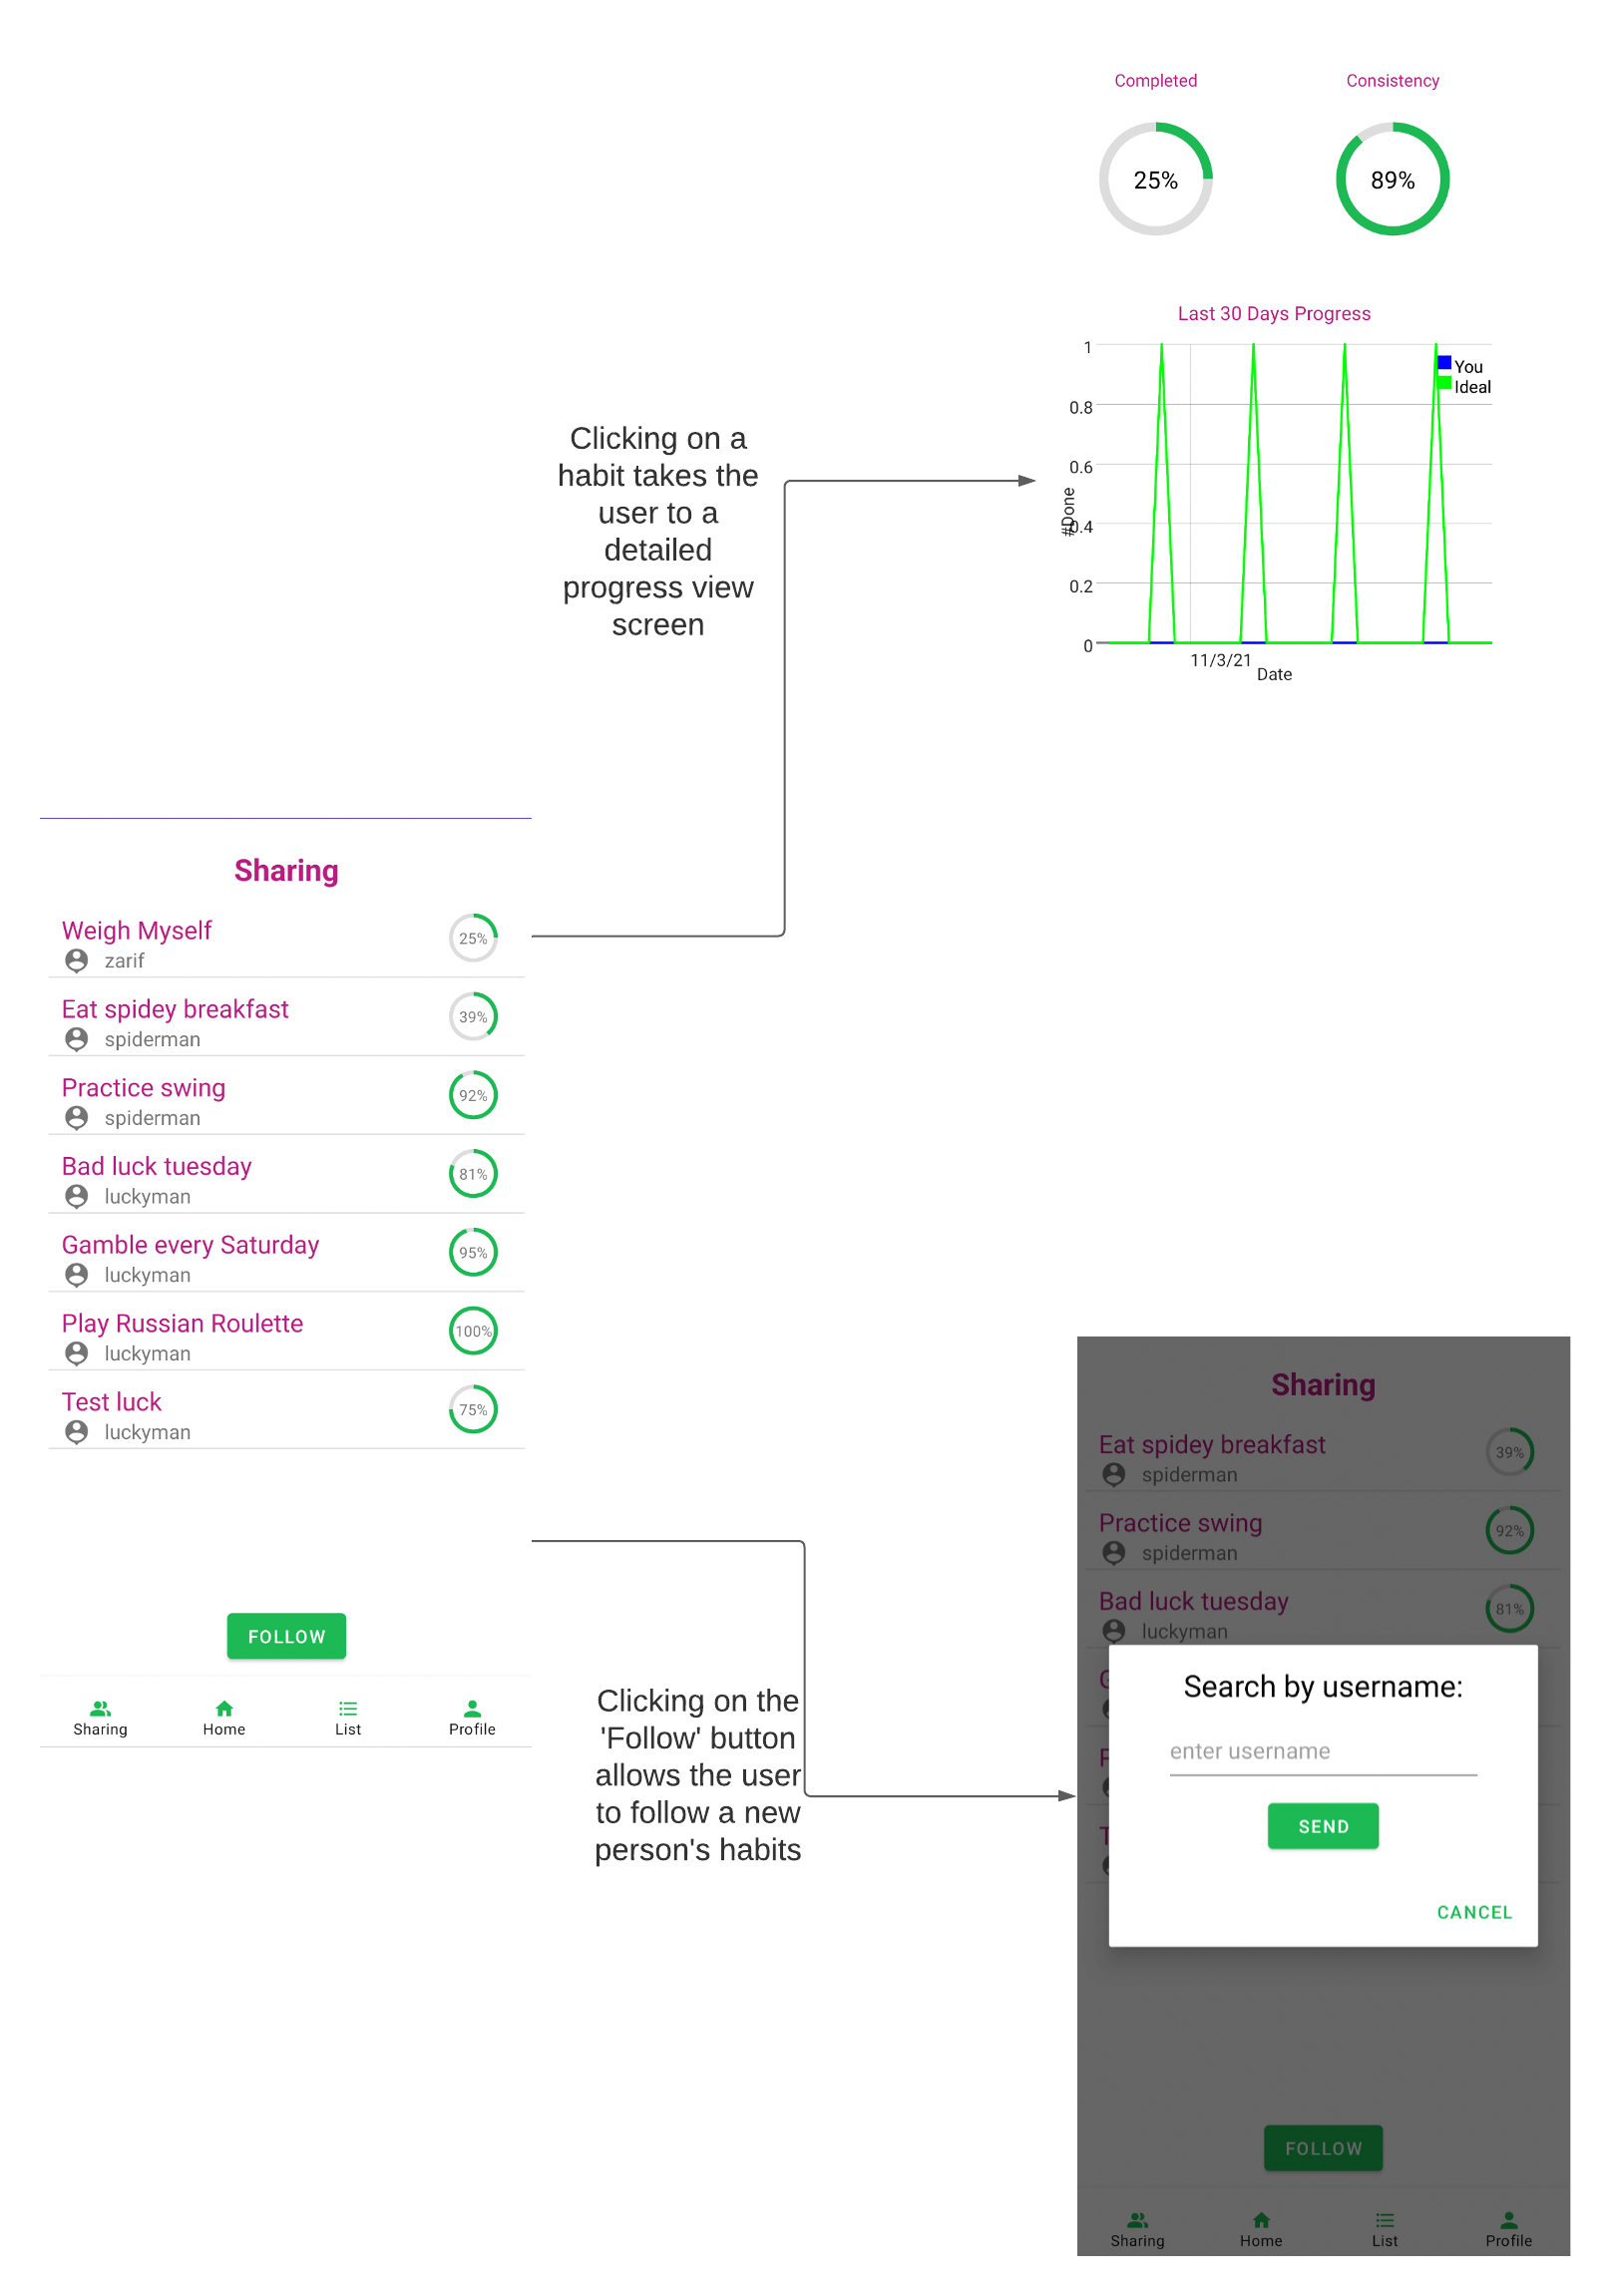 Completed
Consistency
25%
89%
Last 30 Days Progress
1
0.8
0.6
0.4
0.2
0
#Done
You
Ideal
11/3/21
Date
Clicking on a
habit takes the
user to a
detailed
progress view
screen
Sharing
Weigh Myself
zarif
25%
Eat spidey breakfast
spiderman
39%
Practice swing
spiderman
92%
Bad luck tuesday
luckyman
81%
Gamble every Saturday
luckyman
95%
Play Russian Roulette
luckyman
100%
Test luck
luckyman
75%
FOLLOW
Sharing
Home
List
Profile
Clicking on the
'Follow' button
allows the user
to follow a new
person's habits
Sharing
Eat spidey breakfast
spiderman
39%
Practice swing
spiderman
92%
Bad luck tuesday
luckyman
81%
Search by username:
enter username
SEND
CANCEL
FOLLOW
Sharing
Home
List
Profile